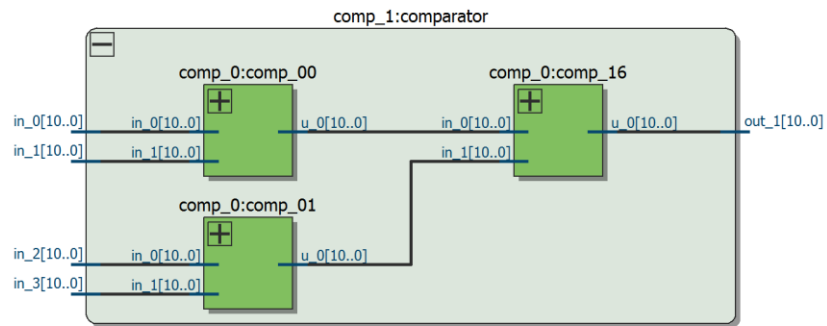 comp_1:comparator
comp_0:comp_00
comp_0:comp_16
in_0[10..0] in_0[10..0] u_0[10..0] in_0[10..0] u_0[10..0] out_1[10..0]
in_1[10..0] in_1[10..0] in_1[10..0]
comp_0:comp_01
in_2[10..0] in_0[10..0] u_0[10..0]
in_3[10..0] in_1[10..0]